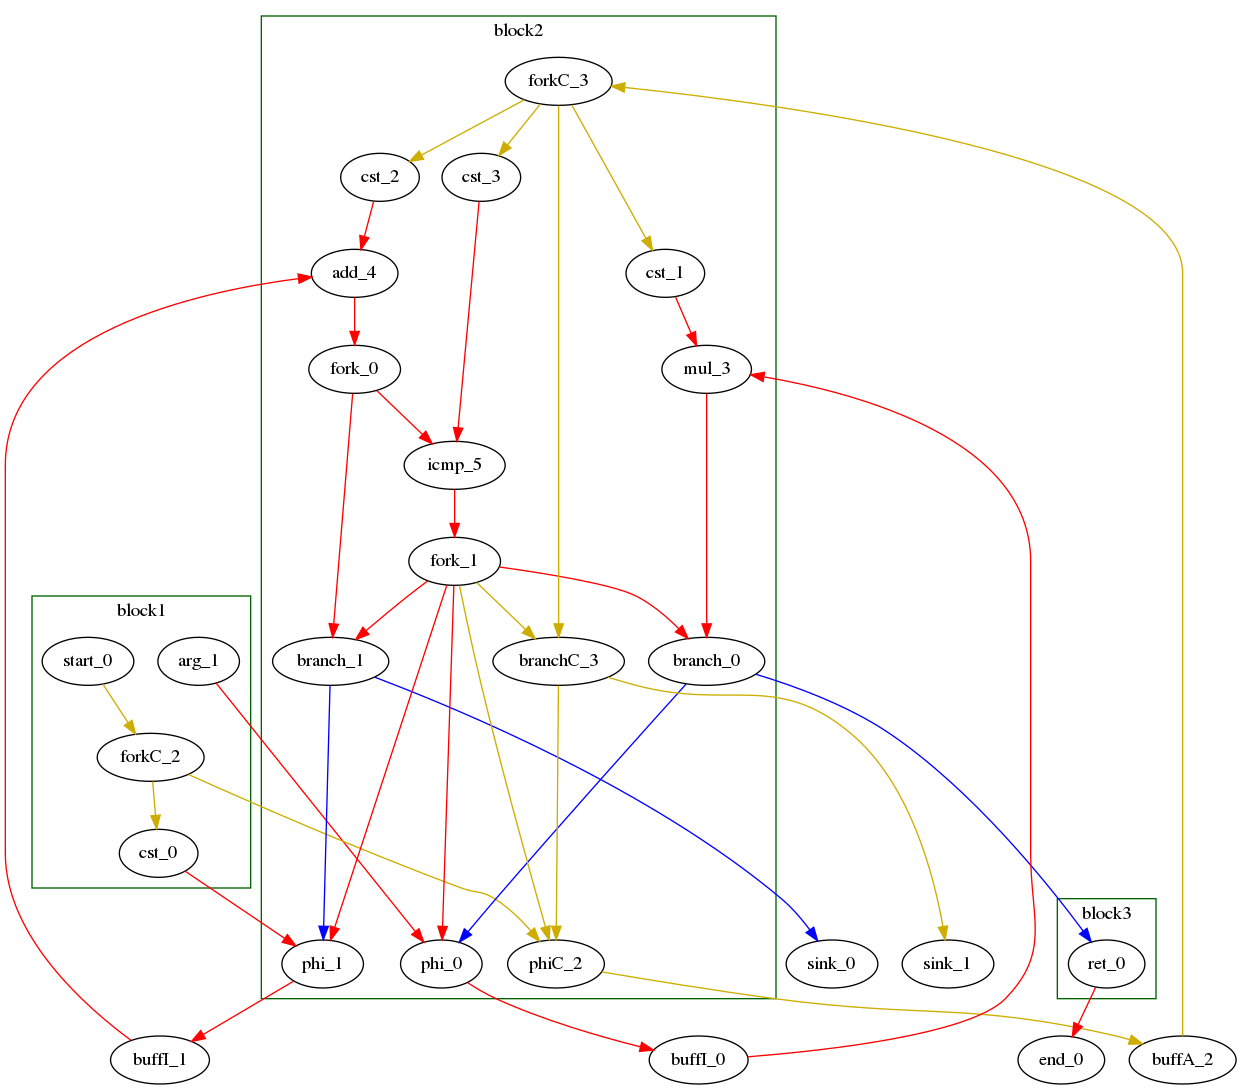 block2
forkC_3
cst_2
cst_3
add_4
cst_1
fork_0
mul_3
icmp_5
fork_1
block1
start_0
arg_1
branch_1
branchC_3
branch_0
forkC_2
cst_0
block3
phi_1
phi_0
phiC_2
sink_0
sink_1
ret_0
buffI_1
buffI_0
end_0
buffA_2